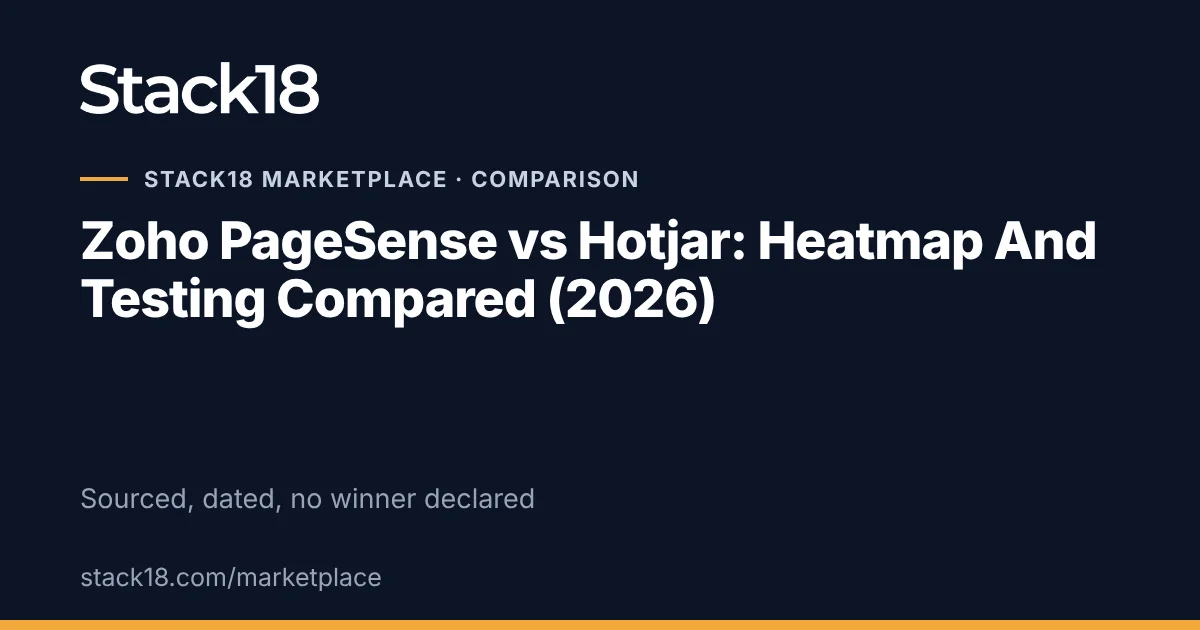 Stack18
STACK18 MARKETPLACE · COMPARISON
Zoho PageSense vs Hotjar: Heatmap And
Testing Compared (2026)
Sourced, dated, no winner declared
stack18.com/marketplace